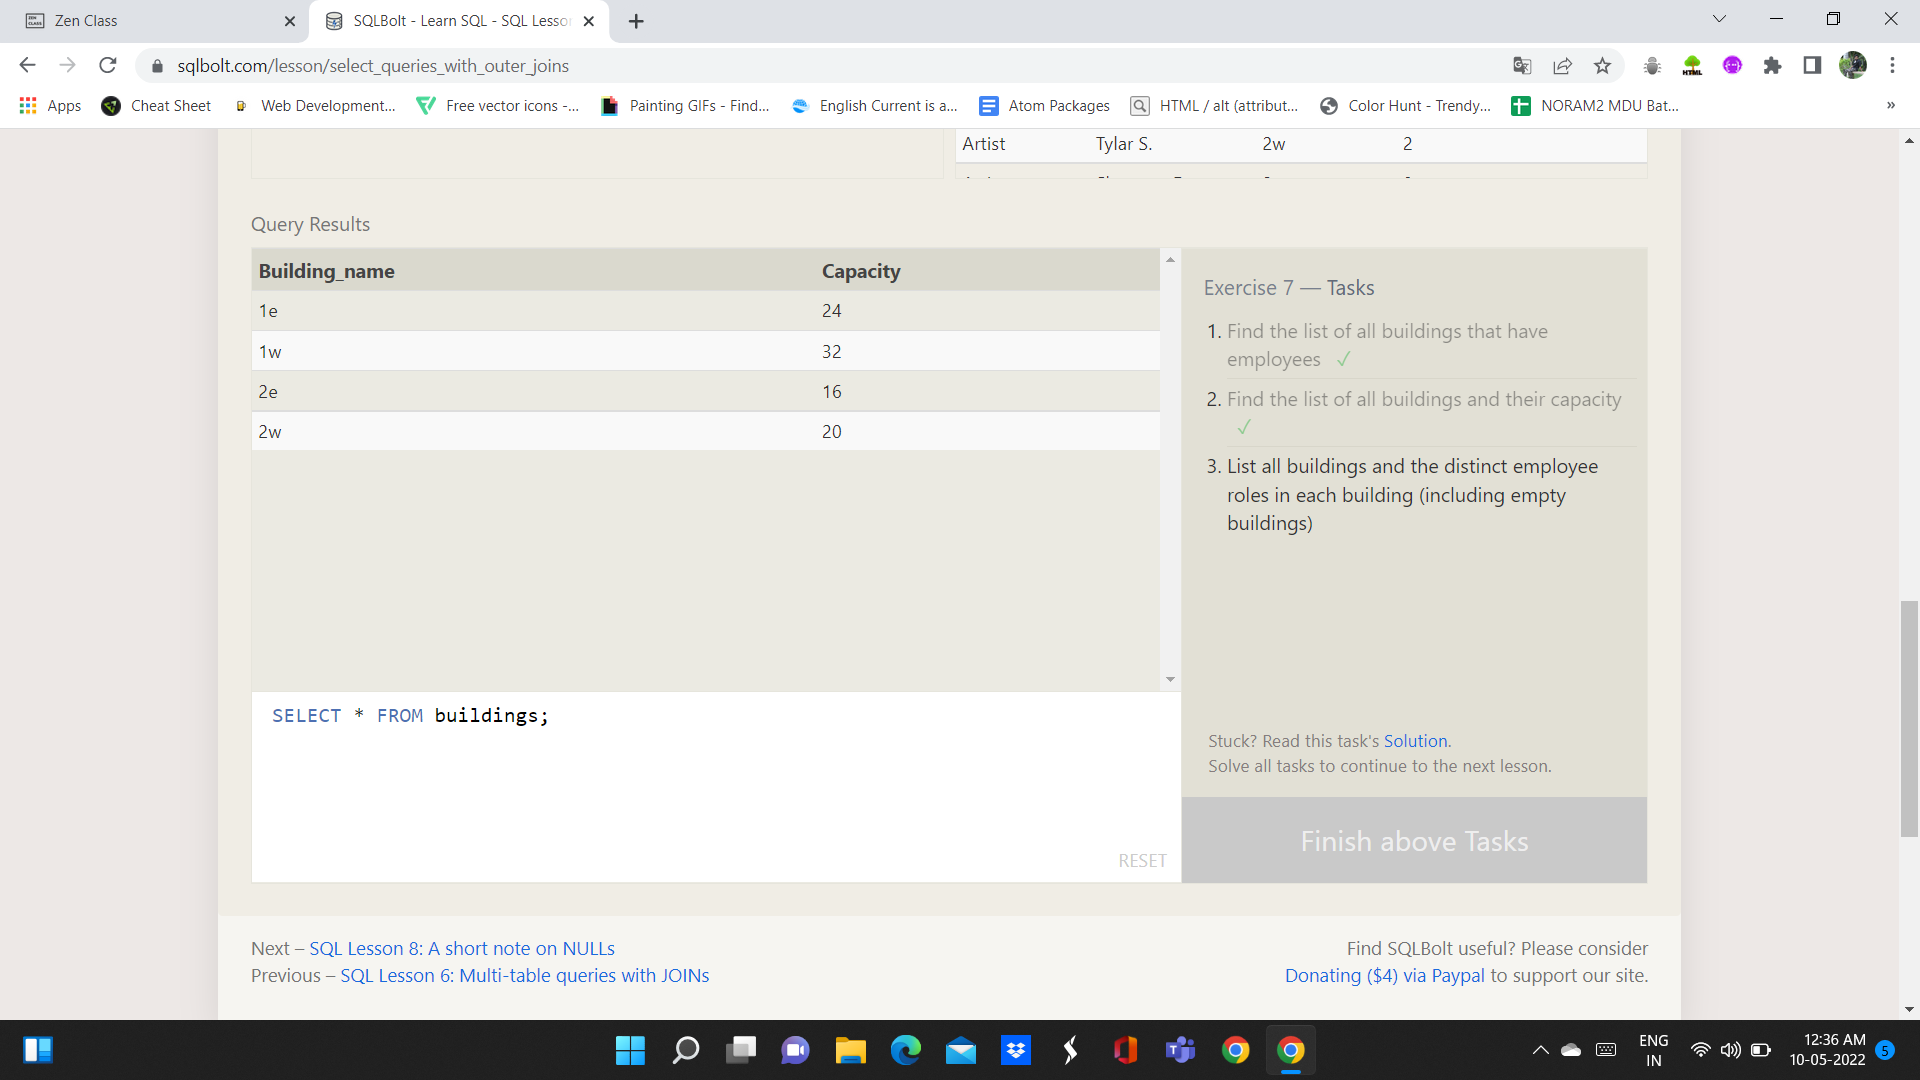 Zen Class
SQLBolt - Learn SQL - SQL Lesso
sqlbolt.com/lesson/select_queries_with_outer_joins
Apps
Cheat Sheet
Web Development...
Free vector icons -...
Painting GIFs - Find...
English Current is a...
Atom Packages
HTML / alt (attribut...
Color Hunt - Trendy...
NORAM2 MDU Bat...
»
Artist Tylar S. 2w 2
Query Results
Building_name Capacity
1e 24
1w 32
2e 16
2w 20
SELECT * FROM buildings;
RESET
Exercise 7 — Tasks
1. Find the list of all buildings that have
employees ✓
2. Find the list of all buildings and their capacity
✓
3. List all buildings and the distinct employee
roles in each building (including empty
buildings)
Stuck? Read this task's Solution.
Solve all tasks to continue to the next lesson.
Finish above Tasks
Next – SQL Lesson 8: A short note on NULLs
Previous – SQL Lesson 6: Multi-table queries with JOINs
Find SQLBolt useful? Please consider
Donating ($4) via Paypal to support our site.
ENG
IN
12:36 AM
10-05-2022
5